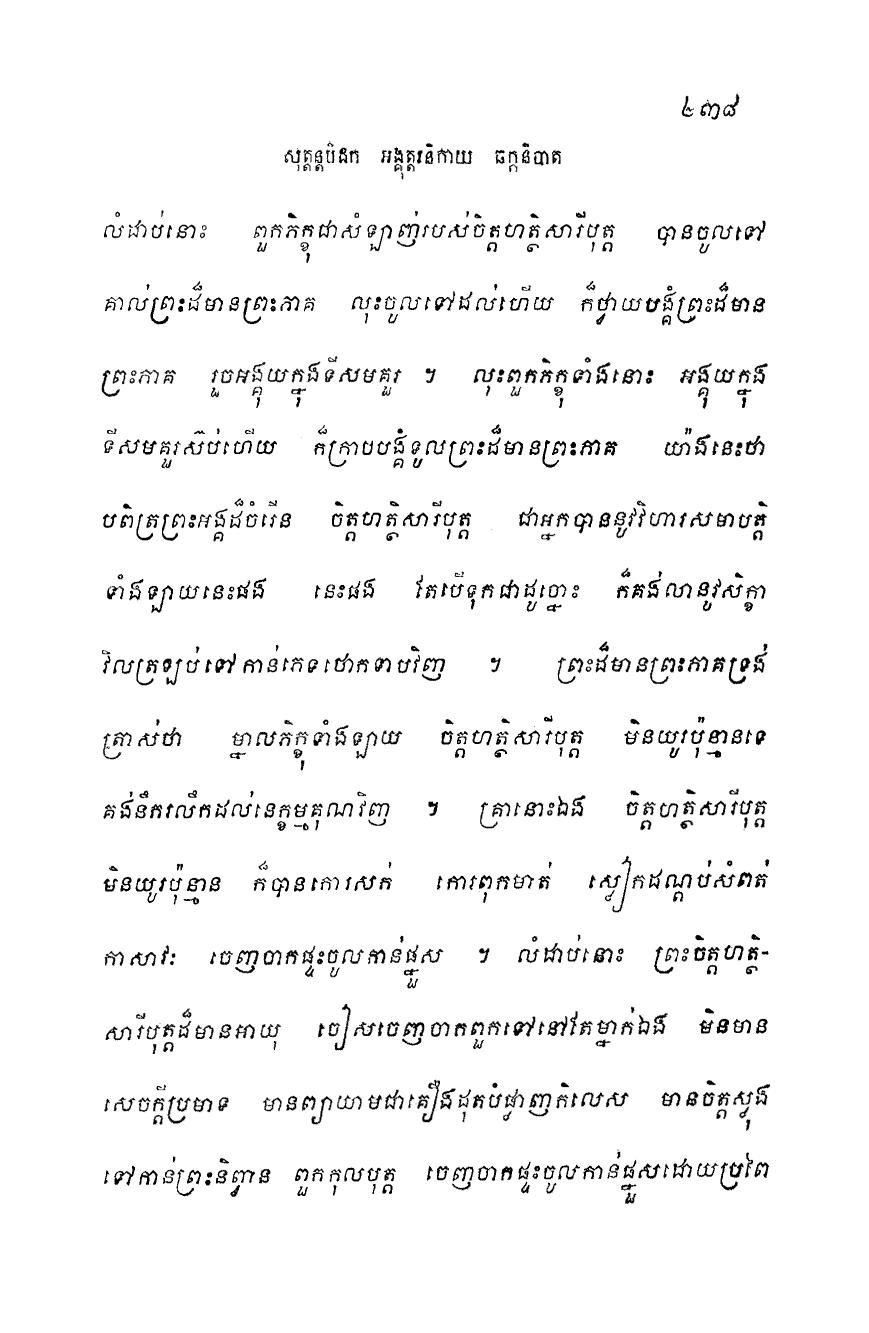 ២៣៨
សុត្តន្តបិដក អង្គុត្តរនិកាយ ឆក្កនិបាត
លំដាប់នោះ ពួកភិក្ខុជាសំឡាញ់របស់ចិត្តហត្ថិសារីបុត្ត បានចូលទៅ
គាល់ព្រះដ៏មានព្រះភាគ លុះចូលទៅដល់ហើយ ក៏ថ្វាយបង្គំព្រះដ៏មាន
ព្រះភាគ រួចអង្គុយក្នុងទីសមគួរ ។ លុះពួកភិក្ខុទាំងនោះ អង្គុយក្នុង
ទីសមគួរស៊ប់ហើយ ក៏ក្រាបបង្គំទូលព្រះដ៏មានព្រះភាគ យ៉ាងនេះថា
បពិត្រព្រះអង្គដ៏ចំរើន ចិត្តហត្ថិសារីបុត្ត ជាអ្នកបាននូវវិហារសមាបត្តិ
ទាំងឡាយនេះផង នេះផង តែបើទុកជាដូច្នោះ ក៏គង់លានូវសិក្ខា
វិលត្រឡប់ទៅកាន់ភេទថោកទាបវិញ ។ ព្រះដ៏មានព្រះភាគទ្រង់
ត្រាស់ថា ម្នាលភិក្ខុទាំងឡាយ ចិត្តហត្ថិសារីបុត្ត មិនយូរប៉ុន្មានទេ
គង់នឹករលឹកដល់នេក្ខម្មគុណវិញ ។ គ្រានោះឯង ចិត្តហត្ថិសារីបុត្ត
មិនយូរប៉ុន្មាន ក៏បានកោរសក់ កោរពុកមាត់ ស្លៀកដណ្តប់សំពត់
កាសាវៈ ចេញចាកផ្ទះចូលកាន់ផ្នួស ។ លំដាប់នោះ ព្រះចិត្តហត្ថិ-
សារីបុត្តដ៏មានអាយុ ចៀសចេញចាកពួកទៅនៅតែម្នាក់ឯង មិនមាន
សេចក្តីប្រមាទ មានព្យាយាមជាគ្រឿងដុតបំផ្លាញកិលេស មានចិត្តស្លុង
ទៅកាន់ព្រះនិព្វាន ពួកកុលបុត្ត ចេញចាកផ្ទះចូលកាន់ផ្នួសដោយប្រពៃ